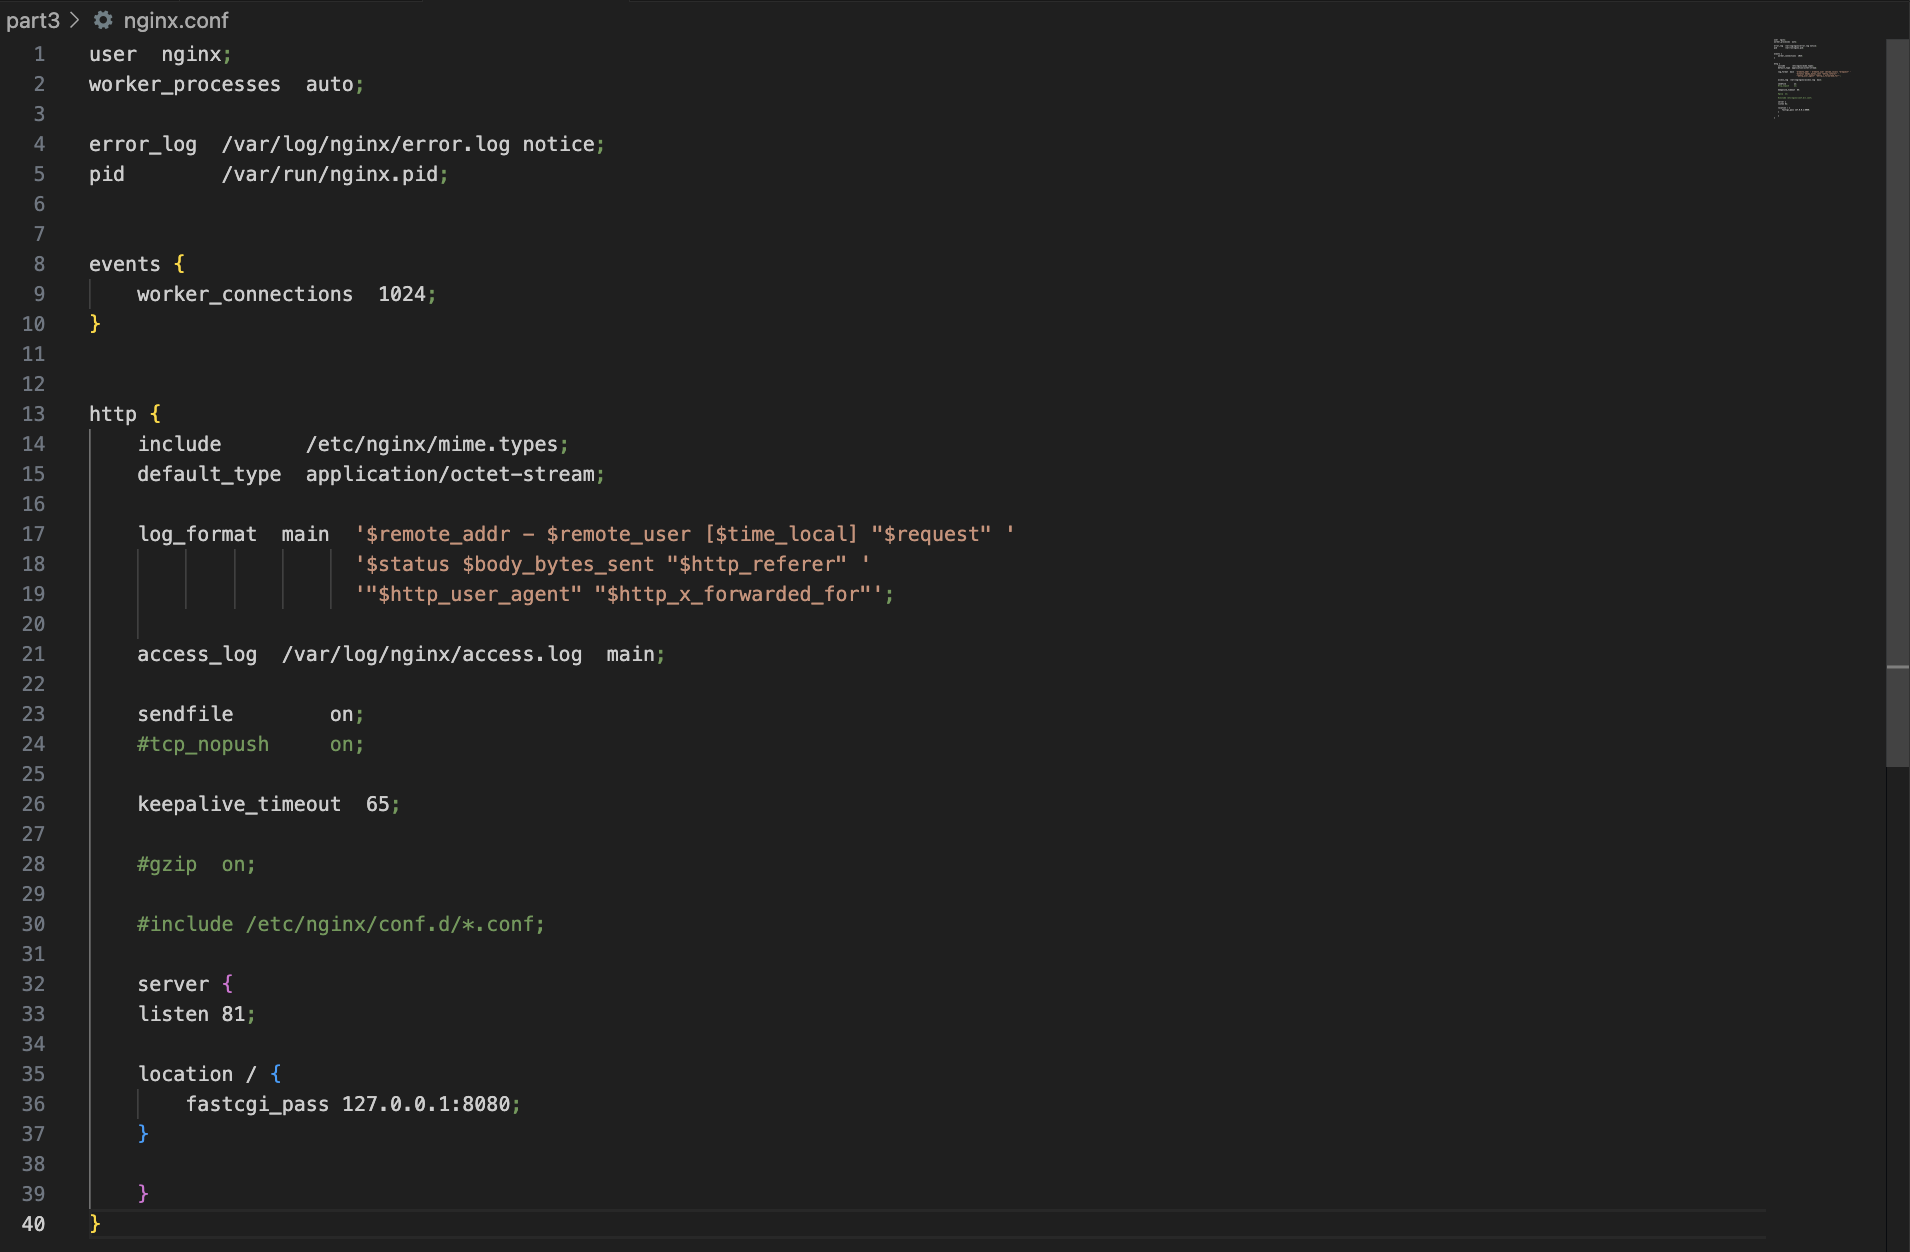 part3 > nginx.conf
1 user  nginx;
2 worker_processes  auto;
3
4 error_log  /var/log/nginx/error.log notice;
5 pid        /var/run/nginx.pid;
6
7
8 events {
9     worker_connections  1024;
10 }
11
12
13 http {
14     include       /etc/nginx/mime.types;
15     default_type  application/octet-stream;
16
17     log_format  main  '$remote_addr - $remote_user [$time_local] "$request" '
18                       '$status $body_bytes_sent "$http_referer" '
19                       '"$http_user_agent" "$http_x_forwarded_for"';
20
21     access_log  /var/log/nginx/access.log  main;
22
23     sendfile        on;
24     #tcp_nopush     on;
25
26     keepalive_timeout  65;
27
28     #gzip  on;
29
30     #include /etc/nginx/conf.d/*.conf;
31
32     server {
33     listen 81;
34
35     location / {
36         fastcgi_pass 127.0.0.1:8080;
37     }
38
39     }
40 }